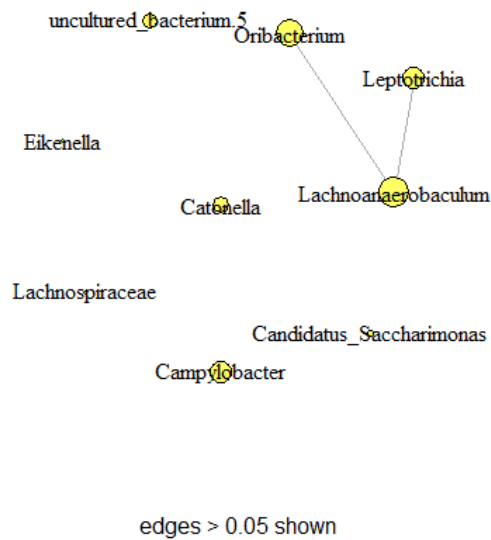 uncultured_bacterium.5
Oribacterium
Leptotrichia
Eikenella
Lachnoanaerobaculum
Catonella
Lachnospiraceae
Candidatus_Saccharimonas
Campylobacter
edges > 0.05 shown